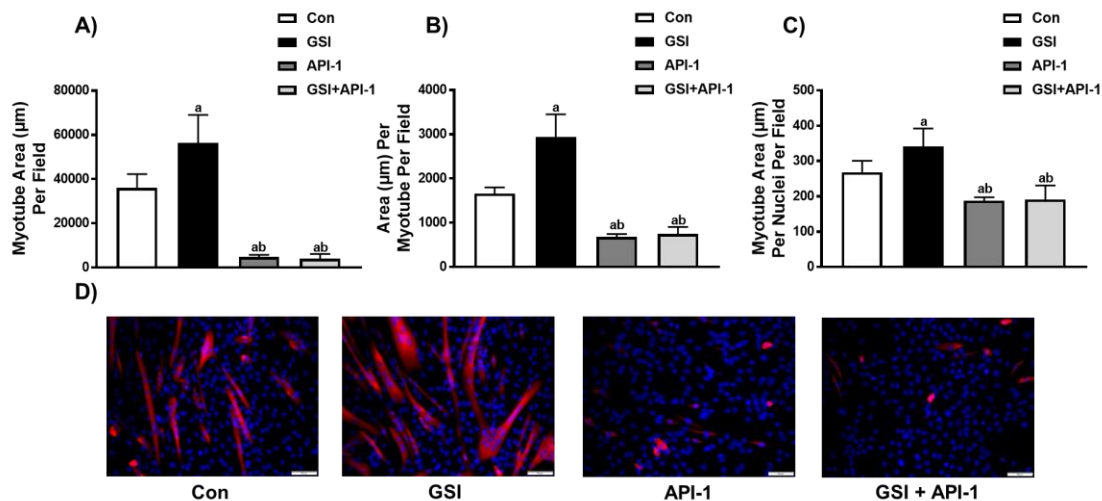 A)
Con
GSI
API-1
GSI+API-1
Myotube Area (µm)
Per Field
80000
60000
40000
20000
0
a
ab
ab
B)
Con
GSI
API-1
GSI+API-1
Area (µm) Per
Myotube Per Field
4000
3000
2000
1000
0
a
ab
ab
C)
Con
GSI
API-1
GSI+API-1
Myotube Area (µm)
Per Nuclei Per Field
500
400
300
200
100
0
a
ab
ab
D)
Con
GSI
API-1
GSI + API-1